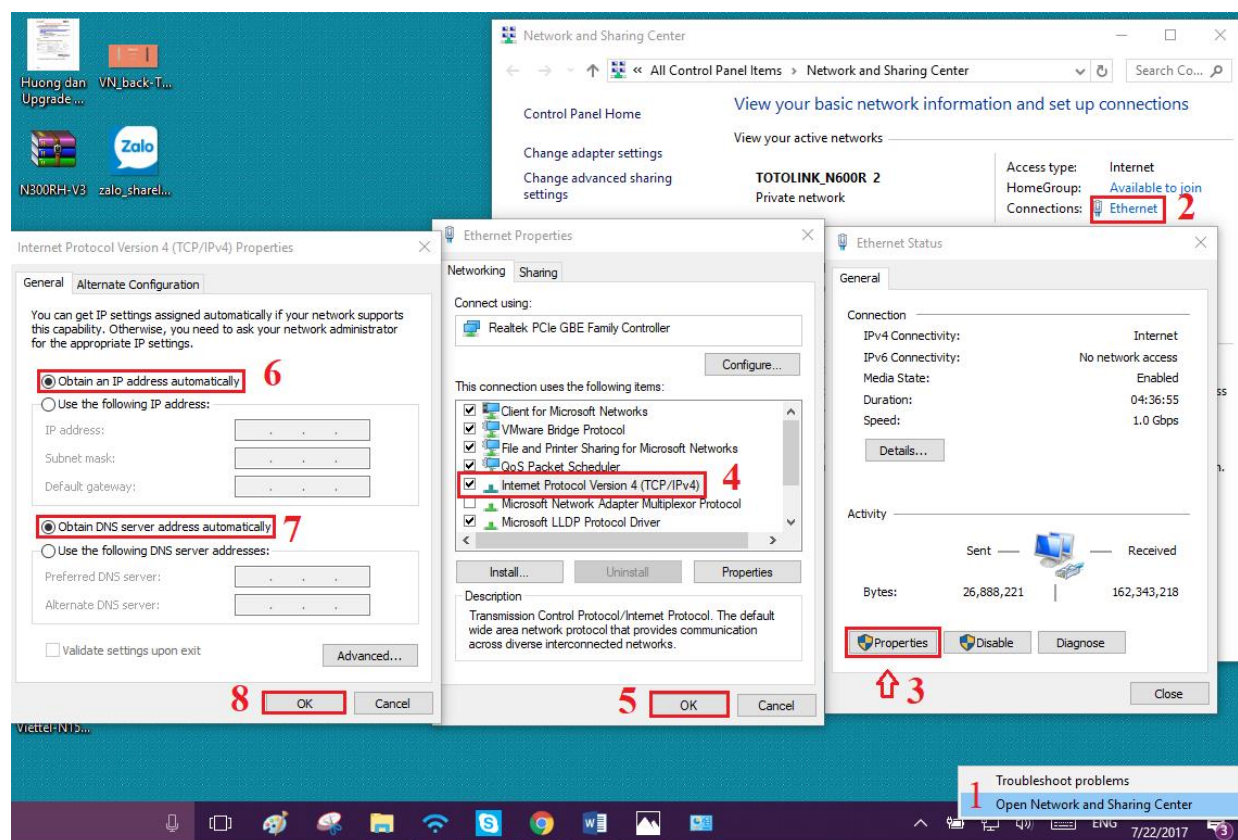 Huong dan
Upgrade ...
VN_back-T...
N300RH-V3
Zalo
zalo_sharel...
Network and Sharing Center
« All Control Panel Items › Network and Sharing Center
Search Co...
Control Panel Home
Change adapter settings
Change advanced sharing
settings
View your basic network information and set up connections
View your active networks
TOTOLINK_N600R 2
Private network
Access type: Internet
HomeGroup: Available to join
Connections: Ethernet 2
Internet Protocol Version 4 (TCP/IPv4) Properties
General Alternate Configuration
You can get IP settings assigned automatically if your network supports
this capability. Otherwise, you need to ask your network administrator
for the appropriate IP settings.
Obtain an IP address automatically 6
Use the following IP address:
IP address:
Subnet mask:
Default gateway:
Obtain DNS server address automatically 7
Use the following DNS server addresses:
Preferred DNS server:
Alternate DNS server:
Validate settings upon exit
Advanced...
8 OK Cancel
Ethernet Properties
Networking Sharing
Connect using:
Realtek PCIe GBE Family Controller
Configure...
This connection uses the following items:
Client for Microsoft Networks
VMware Bridge Protocol
File and Printer Sharing for Microsoft Networks
QoS Packet Scheduler
Internet Protocol Version 4 (TCP/IPv4) 4
Microsoft Network Adapter Multiplexor Protocol
Microsoft LLDP Protocol Driver
Install... Uninstall Properties
Description
Transmission Control Protocol/Internet Protocol. The default
wide area network protocol that provides communication
across diverse interconnected networks.
5 OK Cancel
Ethernet Status
General
Connection
IPv4 Connectivity: Internet
IPv6 Connectivity: No network access
Media State: Enabled
Duration: 04:36:55
Speed: 1.0 Gbps
Details...
Activity
Sent — — Received
Bytes: 26,888,221 | 162,343,218
Properties Disable Diagnose
3
Close
ss
n.
Viettel-N15...
Troubleshoot problems
1 Open Network and Sharing Center
ENG
7/22/2017
3